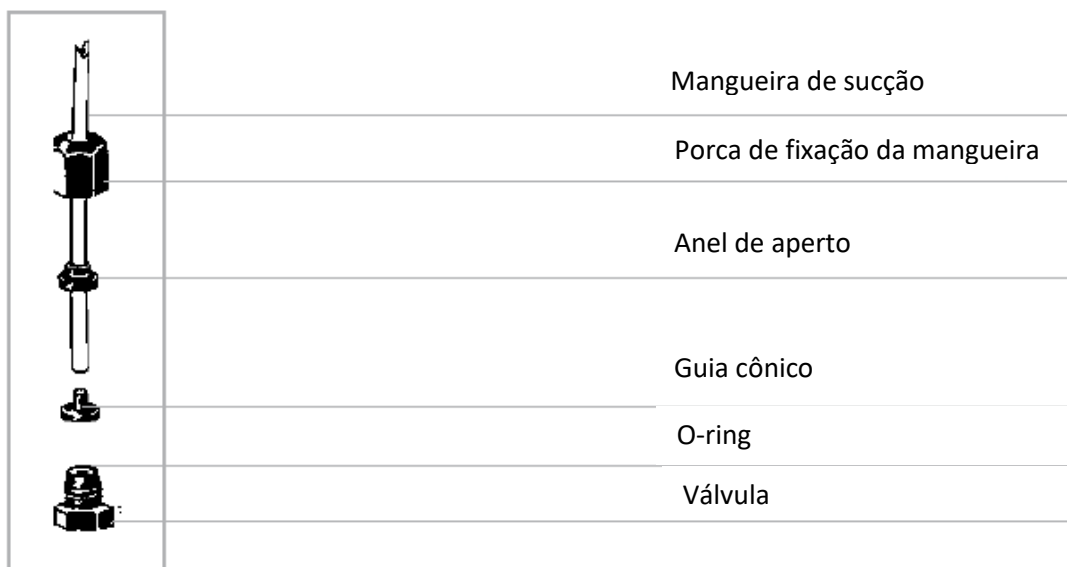 Mangueira de sucção
Porca de fixação da mangueira
Anel de aperto
Guia cônico
O-ring
Válvula